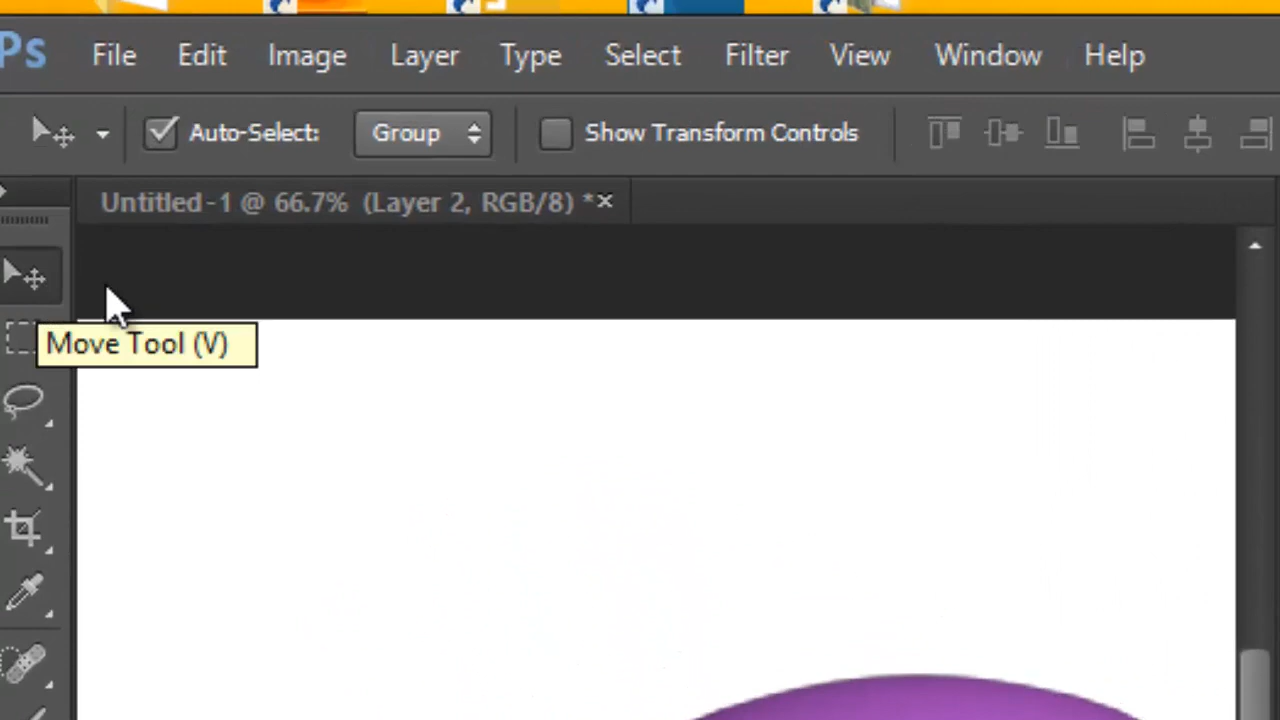 Ps File Edit Image Layer Type Select Filter View Window Help
Auto-Select: Group Show Transform Controls
Untitled-1 @ 66.7% (Layer 2, RGB/8) *
Move Tool (V)